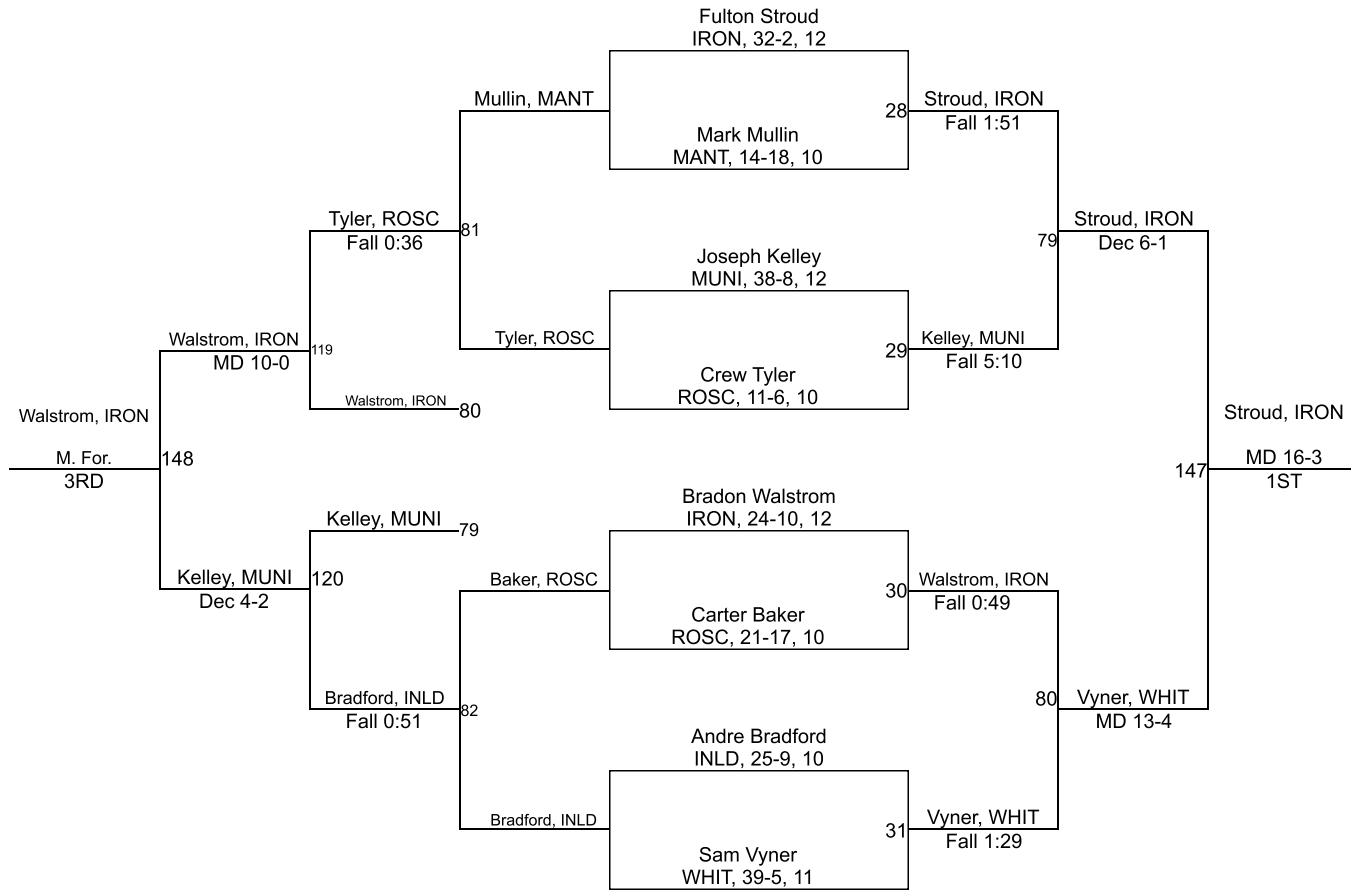 Fulton Stroud
IRON, 32-2, 12
Mullin, MANT
28
Stroud, IRON
Fall 1:51
Mark Mullin
MANT, 14-18, 10
Tyler, ROSC
Fall 0:36
81
79
Stroud, IRON
Dec 6-1
Joseph Kelley
MUNI, 38-8, 12
Walstrom, IRON
MD 10-0
119
Tyler, ROSC
29
Kelley, MUNI
Fall 5:10
Crew Tyler
ROSC, 11-6, 10
Walstrom, IRON
80
Walstrom, IRON
M. For.
3RD
148
Stroud, IRON
MD 16-3
1ST
147
Bradon Walstrom
IRON, 24-10, 12
Kelley, MUNI
79
Kelley, MUNI
Dec 4-2
120
Baker, ROSC
30
Walstrom, IRON
Fall 0:49
Carter Baker
ROSC, 21-17, 10
Bradford, INLD
Fall 0:51
82
80
Vyner, WHIT
MD 13-4
Andre Bradford
INLD, 25-9, 10
Bradford, INLD
31
Vyner, WHIT
Fall 1:29
Sam Vyner
WHIT, 39-5, 11